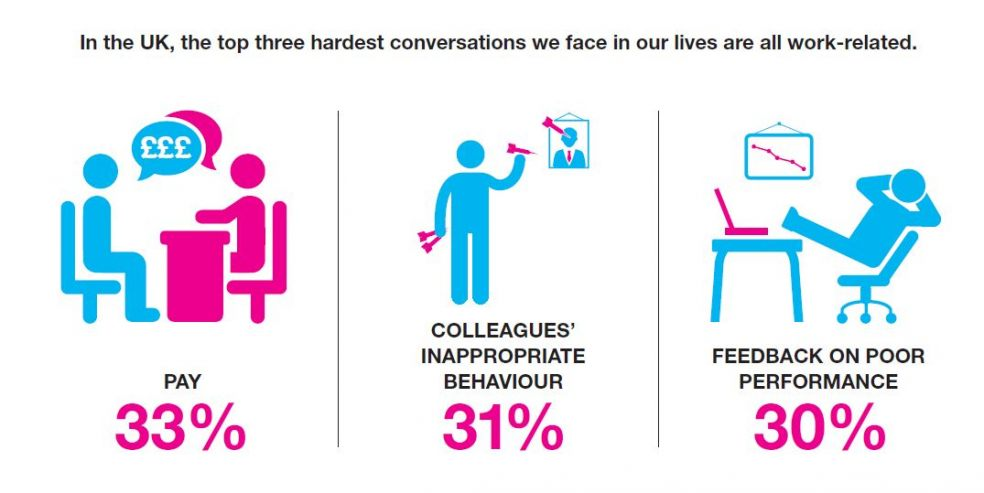 In the UK, the top three hardest conversations we face in our lives are all work-related.
£££
PAY
33%
COLLEAGUES’
INAPPROPRIATE
BEHAVIOUR
31%
FEEDBACK ON POOR
PERFORMANCE
30%